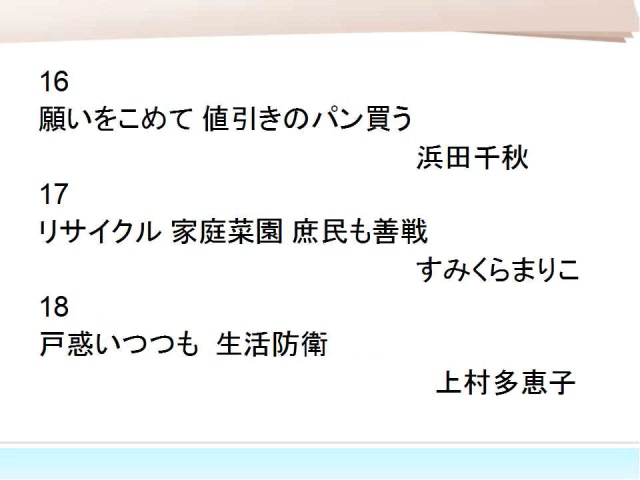 16
願いをこめて 値引きのパン買う
浜田千秋
17
リサイクル 家庭菜園 庶民も善戦
すみくらまりこ
18
戸惑いつつも 生活防衛
上村多恵子